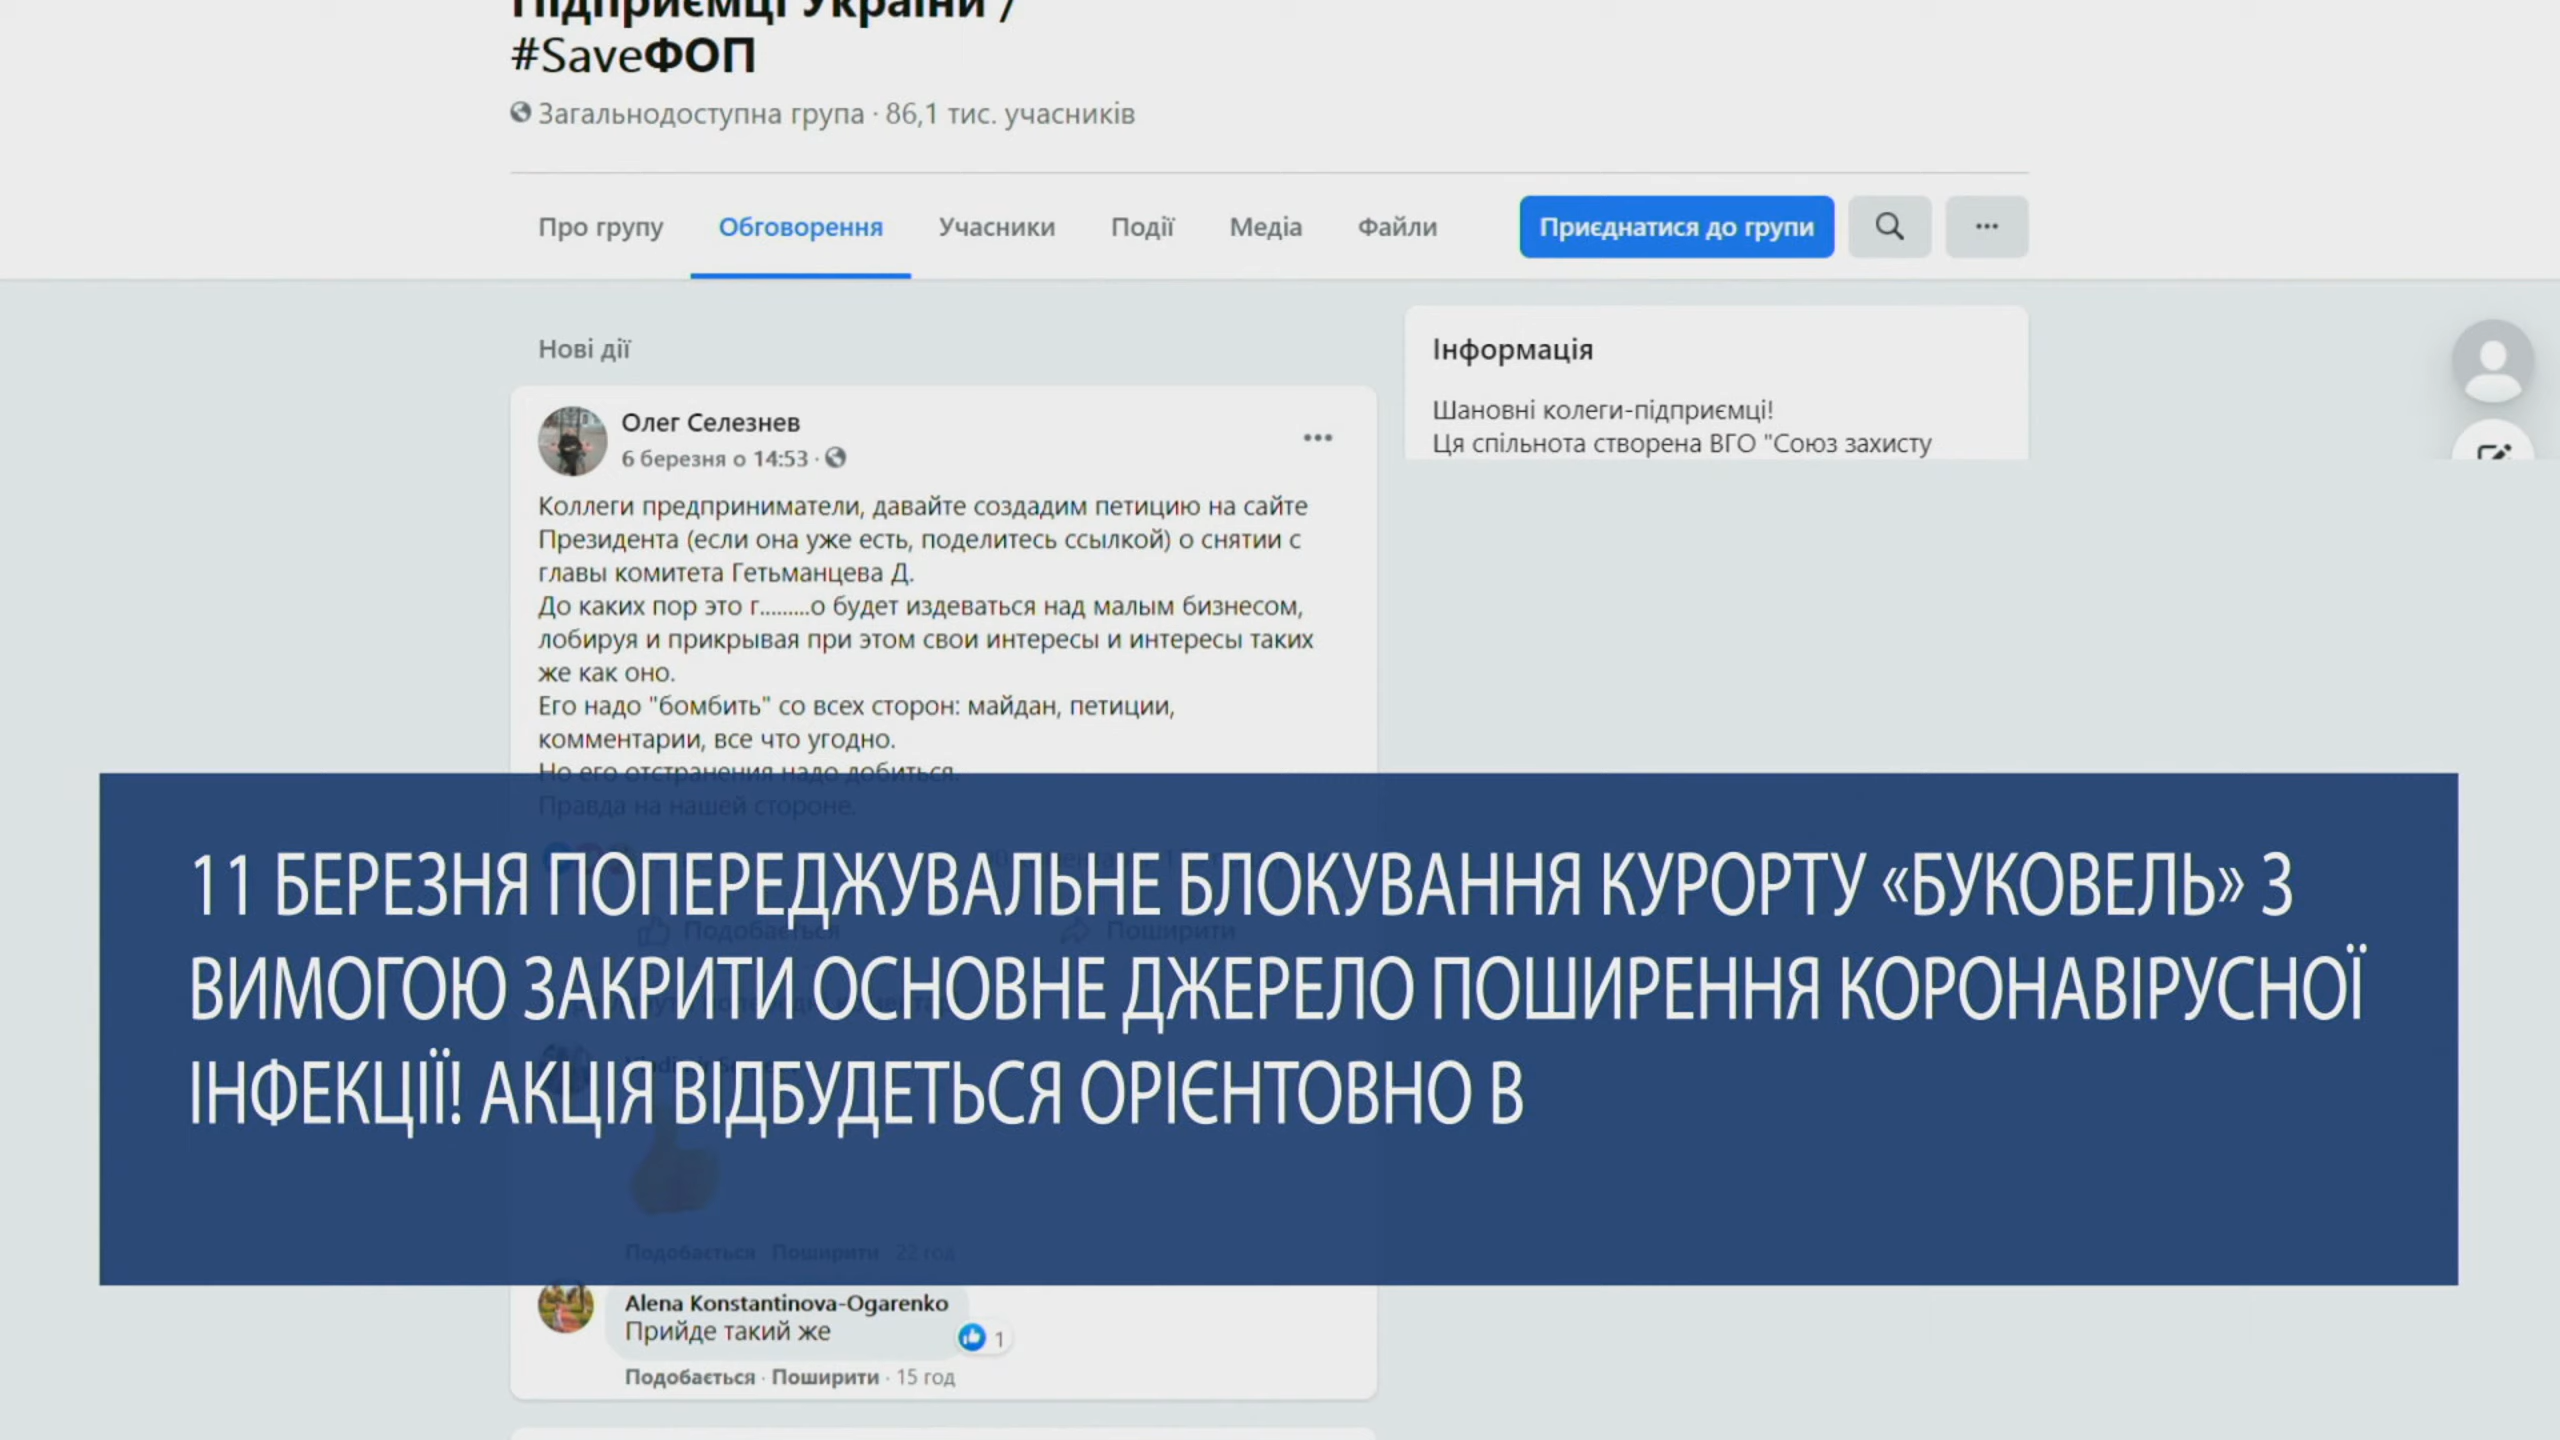 Підприємці України /
#SaveФОП
Загальнодоступна група · 86,1 тис. учасників
Про групу Обговорення Учасники Події Медіа Файли Приєднатися до групи
Нові дії
Олег Селезнев
6 березня о 14:53 ·
Коллеги предприниматели, давайте создадим петицию на сайте
Президента (если она уже есть, поделитесь ссылкой) о снятии с
главы комитета Гетьманцева Д.
До каких пор это г.........о будет издеваться над малым бизнесом,
лобируя и прикрывая при этом свои интересы и интересы таких
же как оно.
Его надо "бомбить" со всех сторон: майдан, петиции,
комментарии, все что угодно.
Но его отстранения надо добиться.
Правда на нашей стороне.
Інформація
Шановні колеги-підприємці!
Ця спільнота створена ВГО "Союз захисту
11 БЕРЕЗНЯ ПОПЕРЕДЖУВАЛЬНЕ БЛОКУВАННЯ КУРОРТУ «БУКОВЕЛЬ» З
ВИМОГОЮ ЗАКРИТИ ОСНОВНЕ ДЖЕРЕЛО ПОШИРЕННЯ КОРОНАВІРУСНОЇ
ІНФЕКЦІЇ! АКЦІЯ ВІДБУДЕТЬСЯ ОРІЄНТОВНО В
Подобається Поширити
Подобається Поширити 22 год
Alena Konstantinova-Ogarenko
Прийде такий же
1
Подобається · Поширити · 15 год